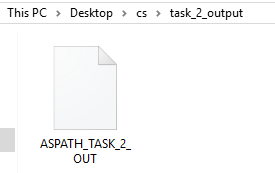 This PC > Desktop > cs > task_2_output
ASPATH_TASK_2_
OUT